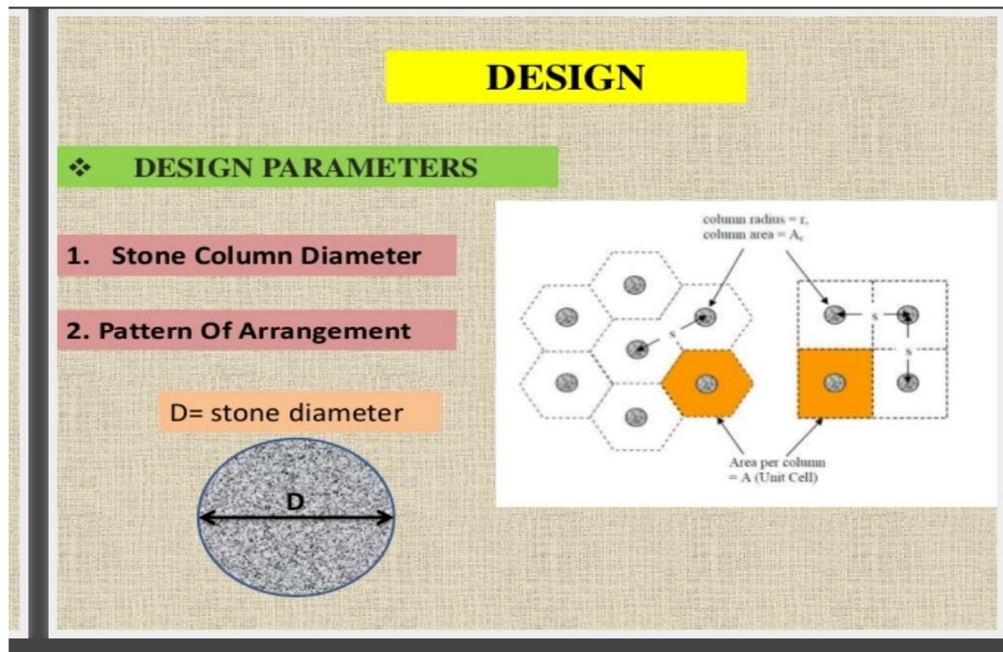 DESIGN
❖ DESIGN PARAMETERS
1. Stone Column Diameter
2. Pattern Of Arrangement
D= stone diameter
D
column radius = r,
column area = Ac
s
s
s
Area per column
= A (Unit Cell)